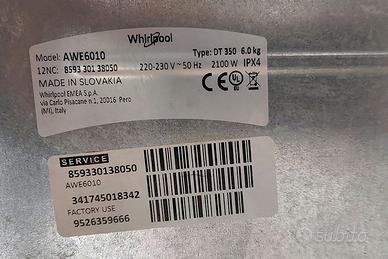 Whirlpool
Model: AWE6010 Type: DT 350 6.0 kg
12NC: 8593 301 38050 220-230 V ~ 50 Hz 2100 W IPX4
MADE IN SLOVAKIA
Whirlpool EMEA S.p.A.
via Carlo Pisacane n.1, 20016 Pero
(MI), Italy
SERVICE
859330138050
AWE6010
341745018342
FACTORY USE
9526359666
subito